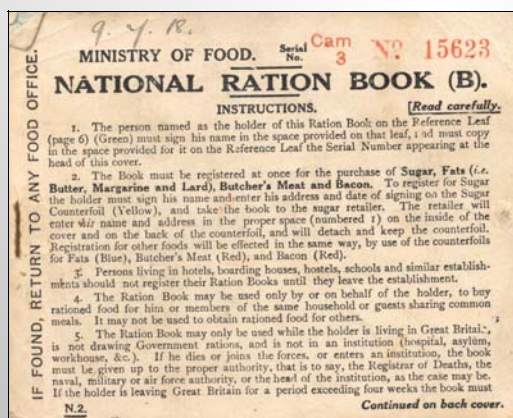 9. 7. 18.
MINISTRY OF FOOD. Serial No. Cam 3 Nº 15623
NATIONAL RATION BOOK (B).
INSTRUCTIONS. [Read carefully.
1. The person named as the holder of this Ration Book on the Reference Leaf
(page 6) (Green) must sign his name in the space provided on that leaf, and must copy
in the space provided for it on the Reference Leaf the Serial Number appearing at the
head of this cover.
2. The Book must be registered at once for the purchase of Sugar, Fats (i.e.
Butter, Margarine and Lard), Butcher's Meat and Bacon. To register for Sugar
the holder must sign his name and enter his address and date of signing on the Sugar
Counterfoil (Yellow), and take the book to the sugar retailer. The retailer will
enter his name and address in the proper space (numbered 1) on the inside of the
cover and on the back of the counterfoil, and will detach and keep the counterfoil.
Registration for other foods will be effected in the same way, by use of the counterfoils
for Fats (Blue), Butcher's Meat (Red), and Bacon (Red).
3. Persons living in hotels, boarding houses, hostels, schools and similar establish-
ments should not register their Ration Books until they leave the establishment.
4. The Ration Book may be used only by or on behalf of the holder, to buy
rationed food for him or members of the same household or guests sharing common
meals. It may not be used to obtain rationed food for others.
5. The Ration Book may only be used while the holder is living in Great Britain,
is not drawing Government rations, and is not in an institution (hospital, asylum,
workhouse, &c.). If he dies or joins the forces, or enters an institution, the book
must be given up to the proper authority, that is to say, the Registrar of Deaths, the
naval, military or air force authority, or the head of the institution, as the case may be.
If the holder is leaving Great Britain for a period exceeding four weeks the book must
N.2. Continued on back cover.
IF FOUND, RETURN TO ANY FOOD OFFICE.